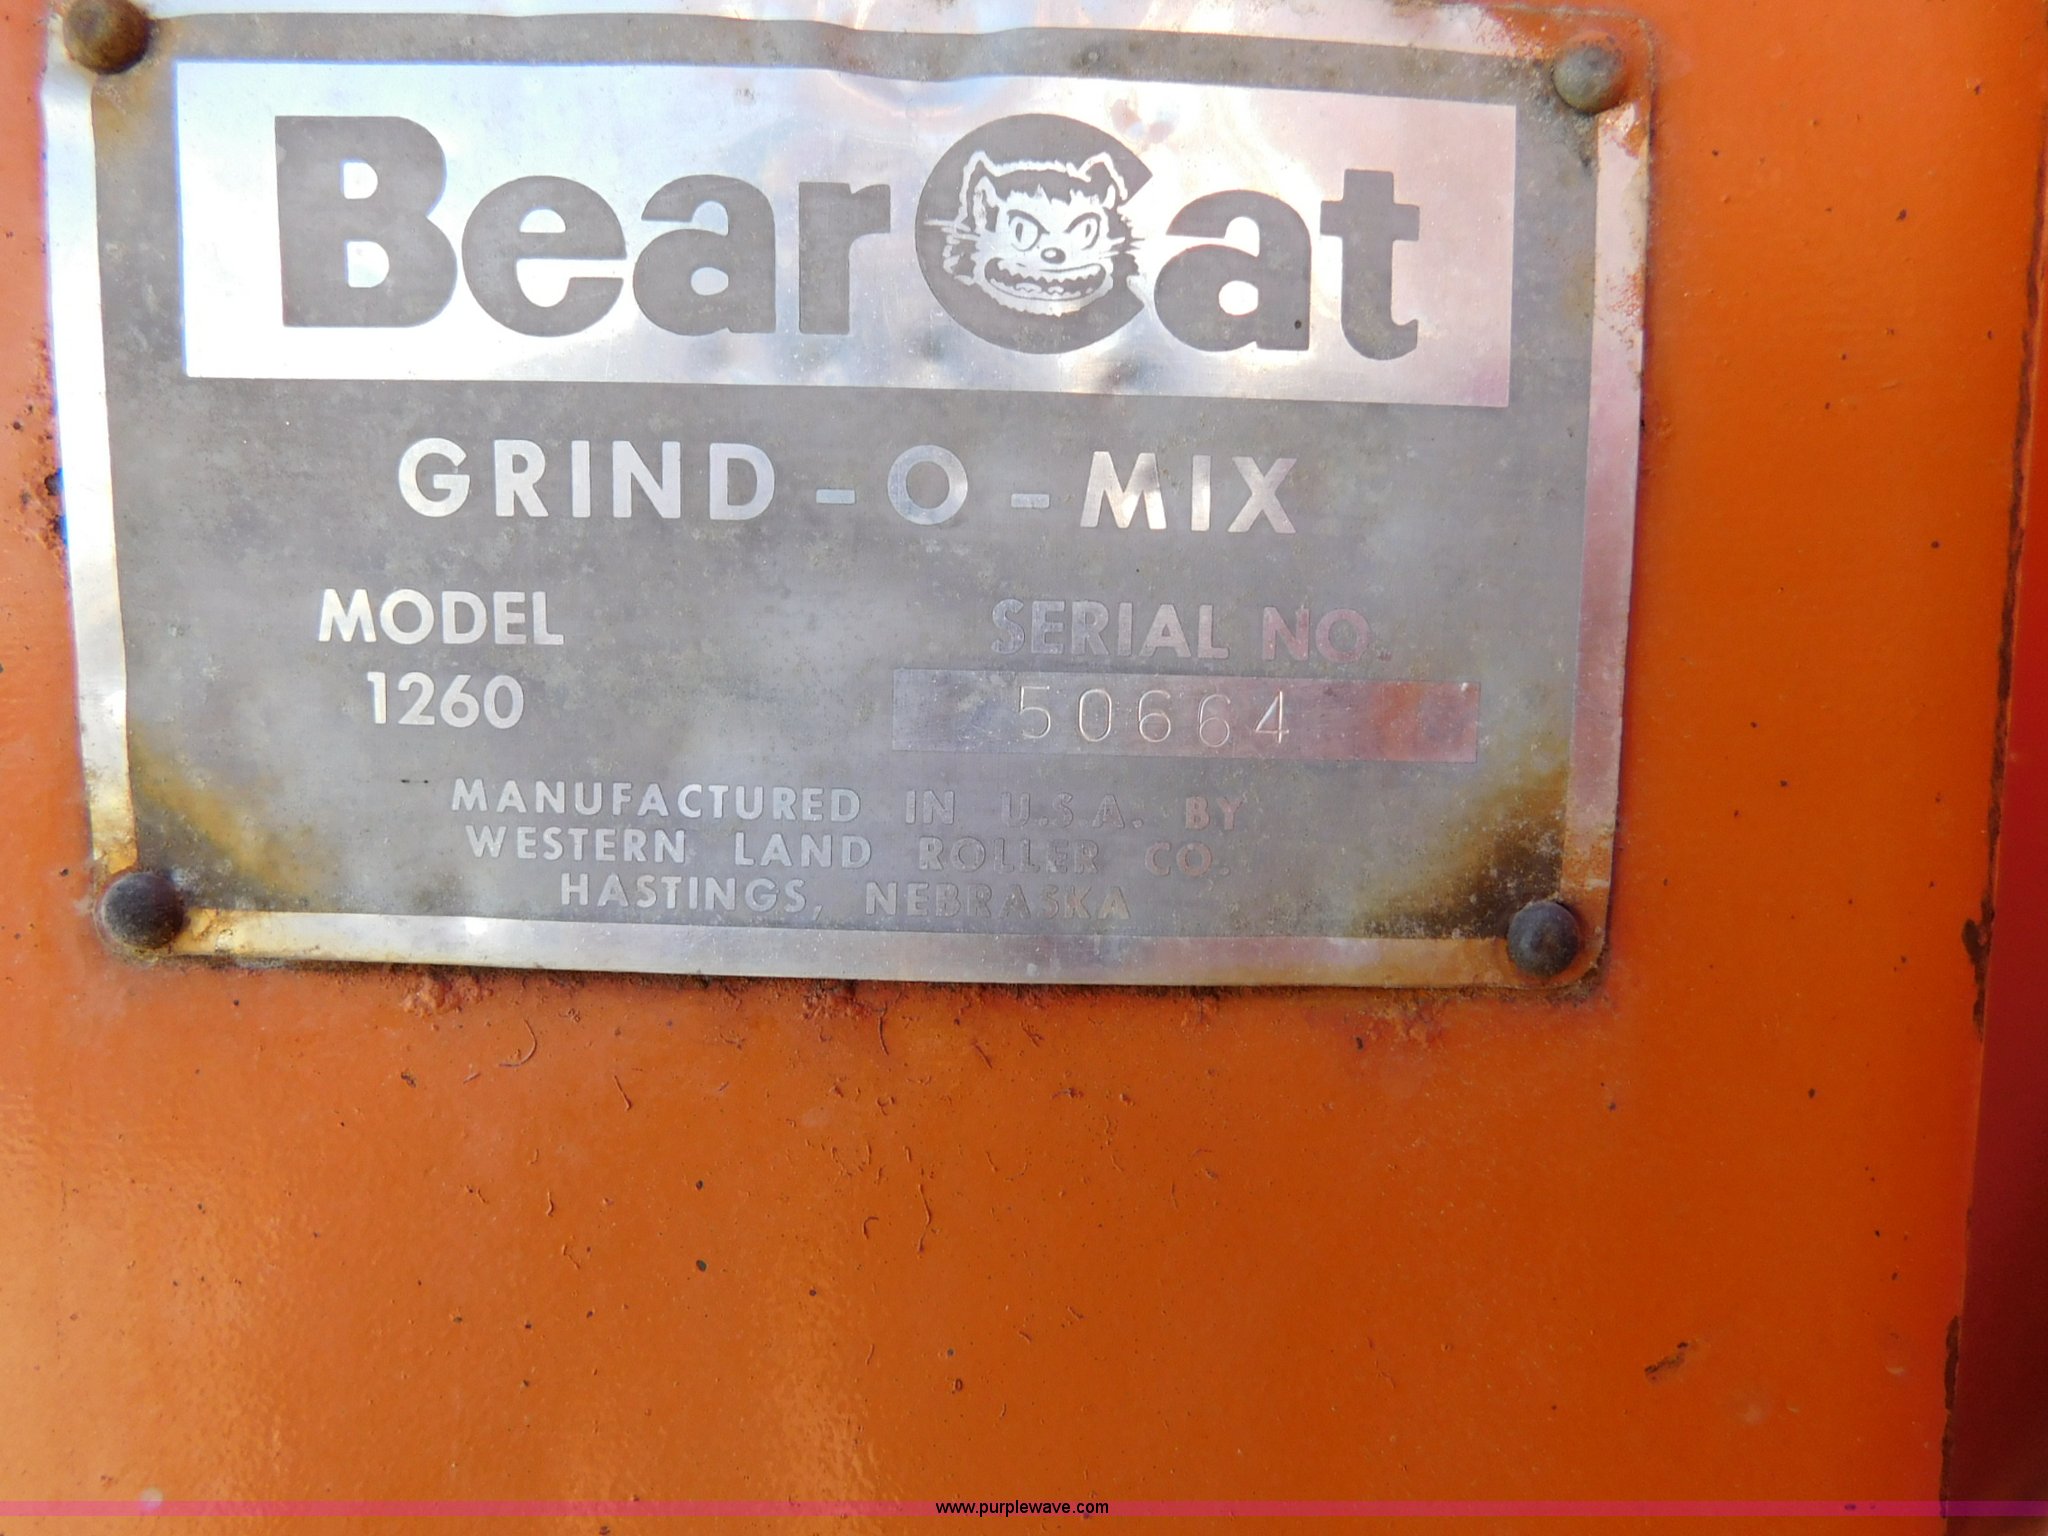 BearCat
GRIND-O-MIX
MODEL SERIAL NO.
1260 50664
MANUFACTURED IN U.S.A. BY
WESTERN LAND ROLLER CO.
HASTINGS, NEBRASKA
www.purplewave.com